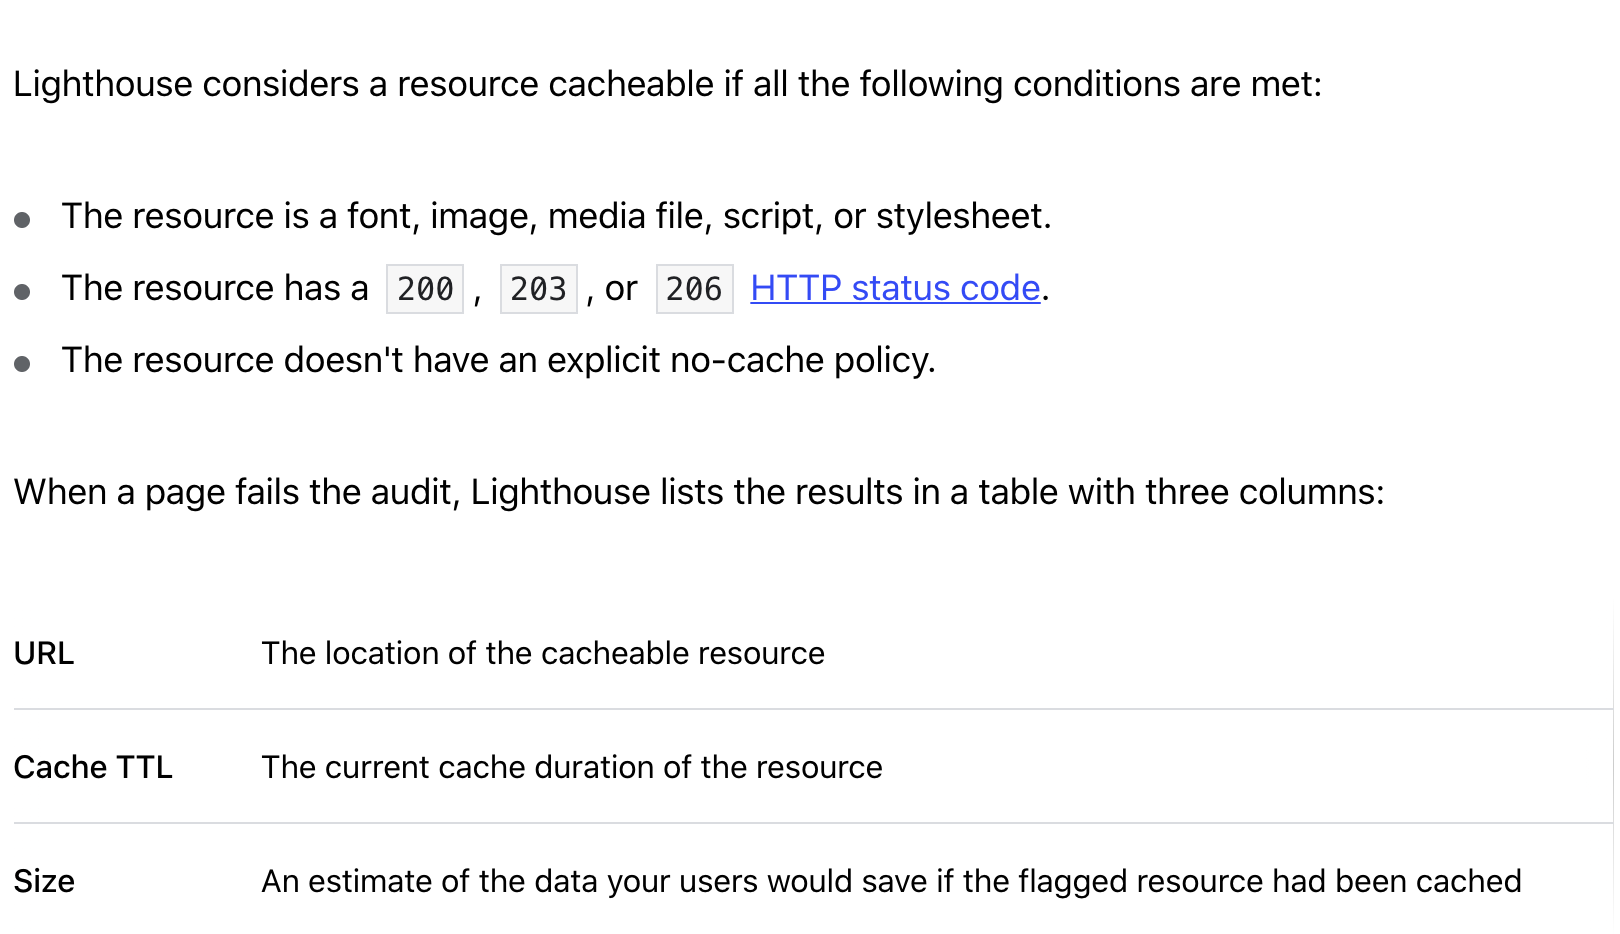 Lighthouse considers a resource cacheable if all the following conditions are met:
The resource is a font, image, media file, script, or stylesheet.
The resource has a 200 , 203 , or 206 HTTP status code.
The resource doesn't have an explicit no-cache policy.
When a page fails the audit, Lighthouse lists the results in a table with three columns:
URL The location of the cacheable resource
Cache TTL The current cache duration of the resource
Size An estimate of the data your users would save if the flagged resource had been cached